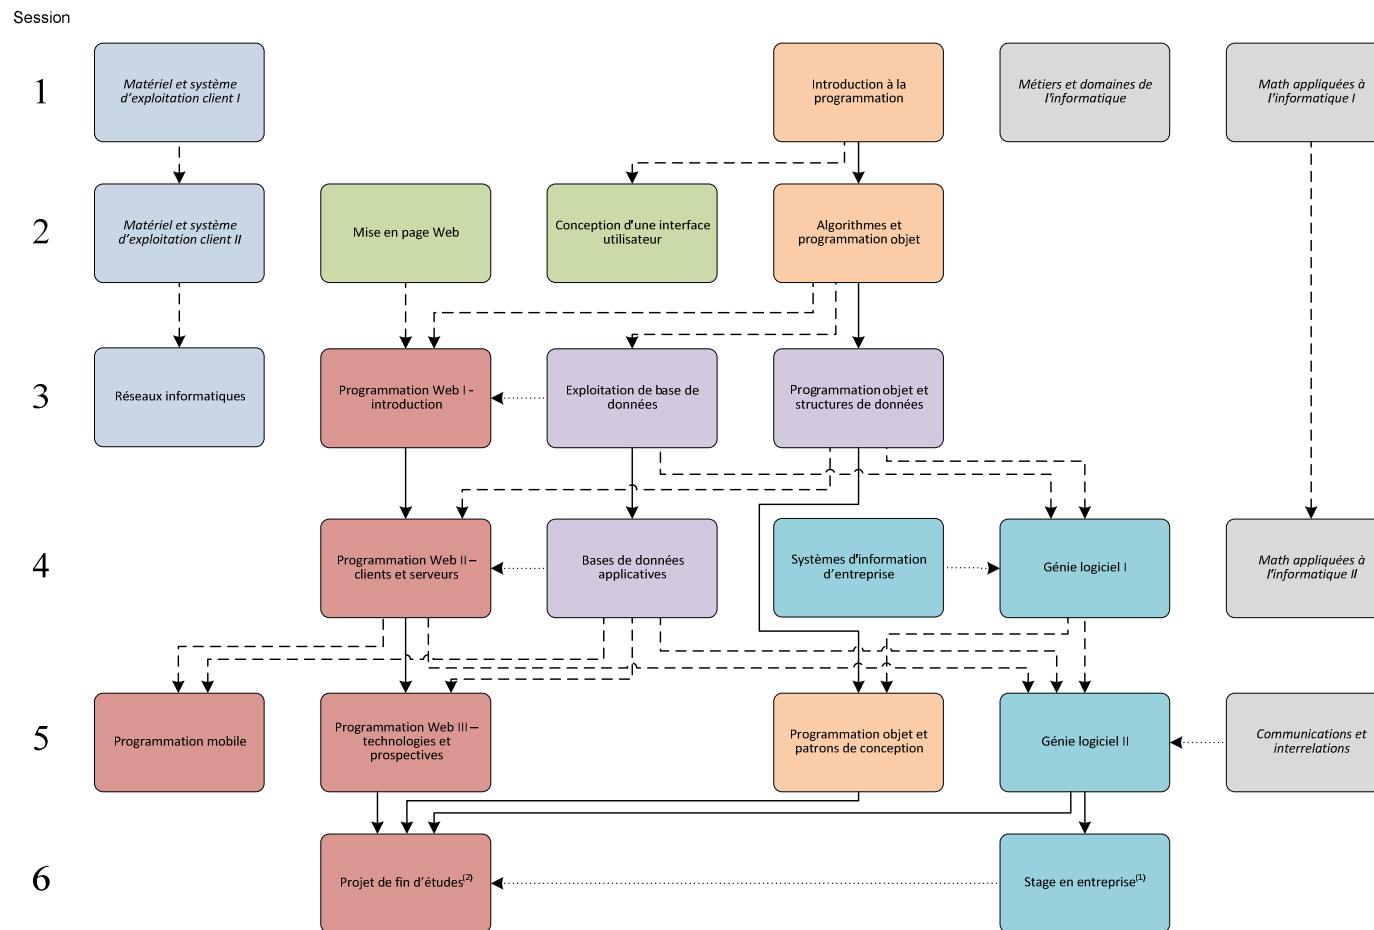 Session
1
Matériel et système
d'exploitation client I
Introduction à la
programmation
Métiers et domaines de
l'informatique
Math appliquées à
l'informatique I
2
Matériel et système
d'exploitation client II
Mise en page Web
Conception d'une interface
utilisateur
Algorithmes et
programmation objet
3
Réseaux informatiques
Programmation Web I -
introduction
Exploitation de base de
données
Programmation objet et
structures de données
4
Programmation Web II –
clients et serveurs
Bases de données
applicatives
Systèmes d'information
d'entreprise
Génie logiciel I
Math appliquées à
l'informatique II
5
Programmation mobile
Programmation Web III –
technologies et
prospectives
Programmation objet et
patrons de conception
Génie logiciel II
Communications et
interrelations
6
Projet de fin d'études(2)
Stage en entreprise(1)